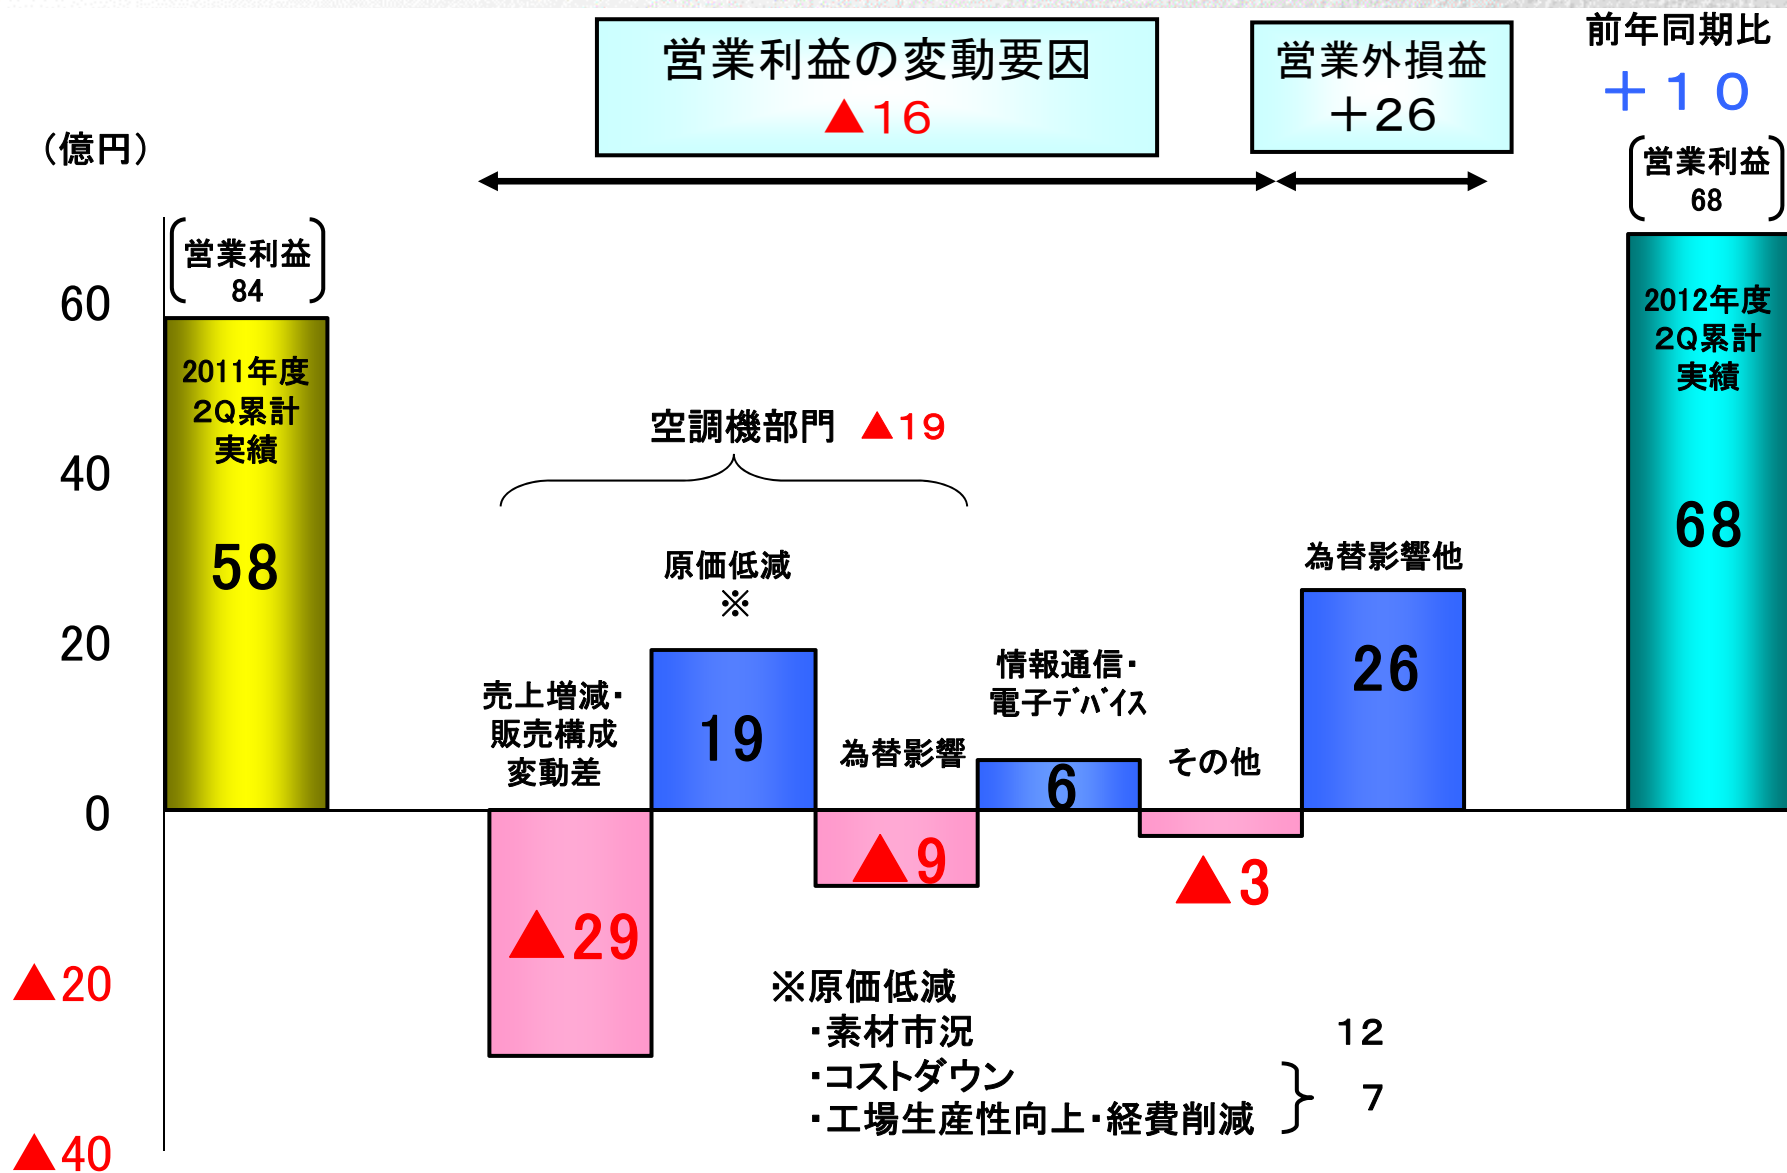 営業利益の変動要因
▲16
営業外損益
＋26
前年同期比
＋１０
（億円）
営業利益
84
営業利益
68
60
40
20
0
▲20
▲40
2011年度
２Q累計
実績
58
空調機部門 ▲19
売上増減・
販売構成
変動差
▲29
原価低減
※
19
為替影響
▲9
情報通信・
電子ﾃﾞﾊﾞｲｽ
6
その他
▲3
為替影響他
26
2012年度
２Q累計
実績
68
※原価低減
・素材市況 12
・コストダウン
・工場生産性向上・経費削減
7